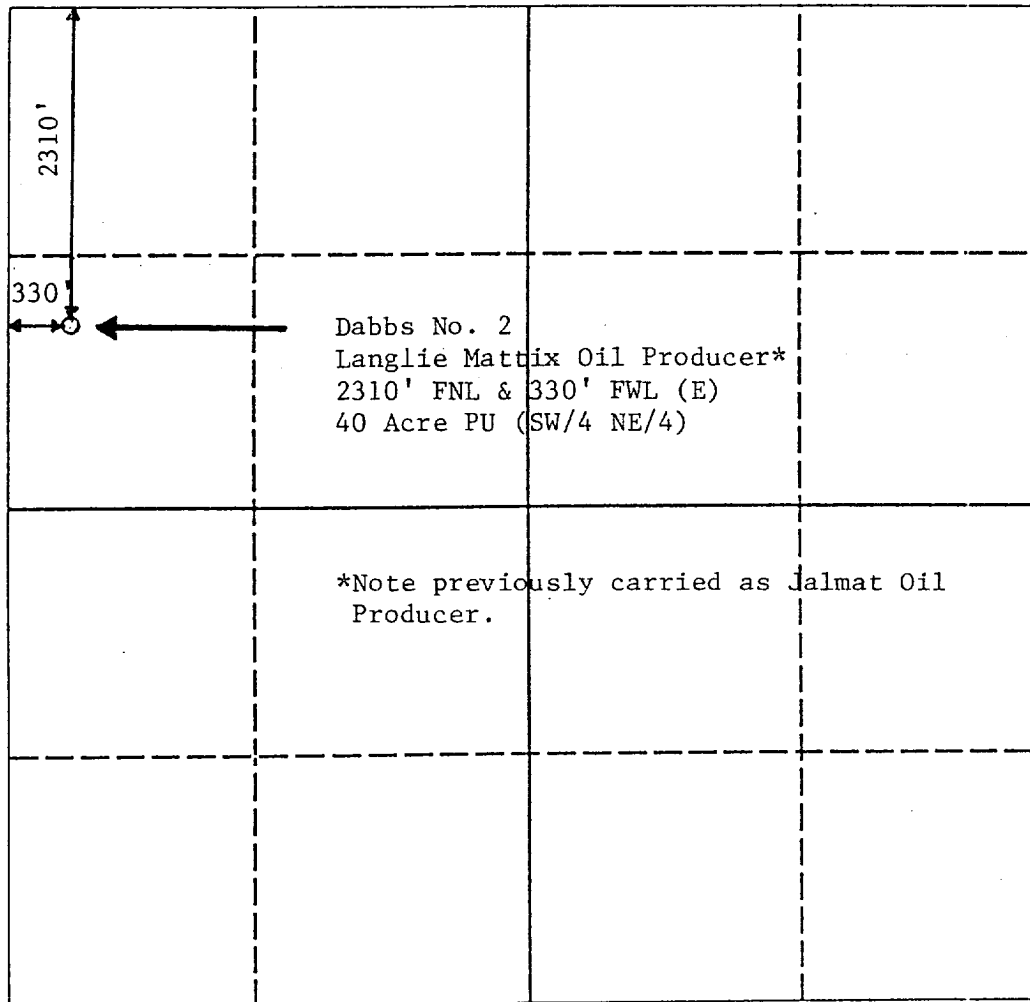 2310'
330'
Dabbs No. 2
Langlie Mattix Oil Producer*
2310' FNL & 330' FWL (E)
40 Acre PU (SW/4 NE/4)
*Note previously carried as Jalmat Oil
Producer.